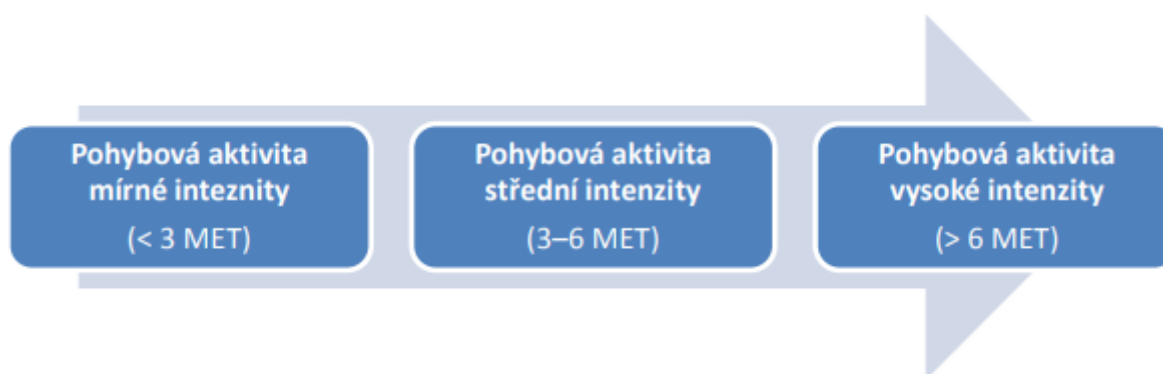 Pohybová aktivita
mírné inteznity
(< 3 MET)
Pohybová aktivita
střední intenzity
(3–6 MET)
Pohybová aktivita
vysoké intenzity
(> 6 MET)